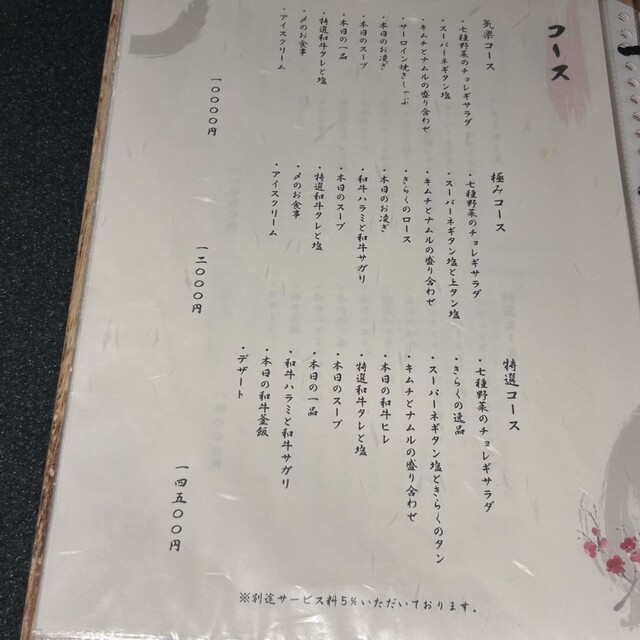 コース
気楽コース
・七種野菜のチョレギサラダ
・スーパーネギタン塩
・キムチとナムルの盛り合わせ
・サーロイン焼きしゃぶ
・本日のお凌ぎ
・本日のスープ
・本日の一品
・特選和牛タレと塩
・〆のお食事
・アイスクリーム
一〇〇〇〇円
極みコース
・七種野菜のチョレギサラダ
・スーパーネギタン塩と上タン塩
・キムチとナムルの盛り合わせ
・きらくのロース
・本日のお凌ぎ
・和牛ハラミと和牛サガリ
・本日のスープ
・特選和牛タレと塩
・〆のお食事
・アイスクリーム
一二〇〇〇円
特選コース
・七種野菜のチョレギサラダ
・きらくの逸品
・スーパーネギタン塩ときらくのタン
・キムチとナムルの盛り合わせ
・本日の和牛ヒレ
・特選和牛タレと塩
・本日のスープ
・本日の一品
・和牛ハラミと和牛サガリ
・本日の和牛釜飯
・デザート
一四五〇〇円
※別途サービス料5%いただいております。